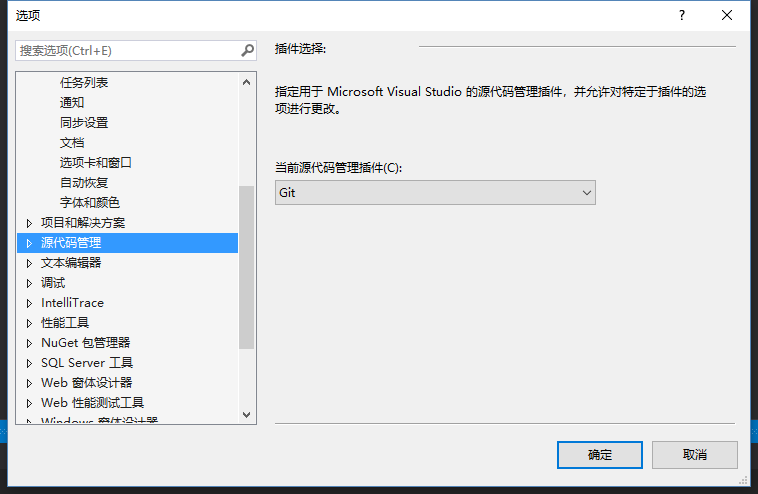 选项
?
搜索选项(Ctrl+E)
任务列表
通知
同步设置
文档
选项卡和窗口
自动恢复
字体和颜色
项目和解决方案
源代码管理
文本编辑器
调试
IntelliTrace
性能工具
NuGet 包管理器
SQL Server 工具
Web 窗体设计器
Web 性能测试工具
Windows 窗体设计器
插件选择:
指定用于 Microsoft Visual Studio 的源代码管理插件，并允许对特定于插件的选
项进行更改。
当前源代码管理插件(C):
Git
确定
取消